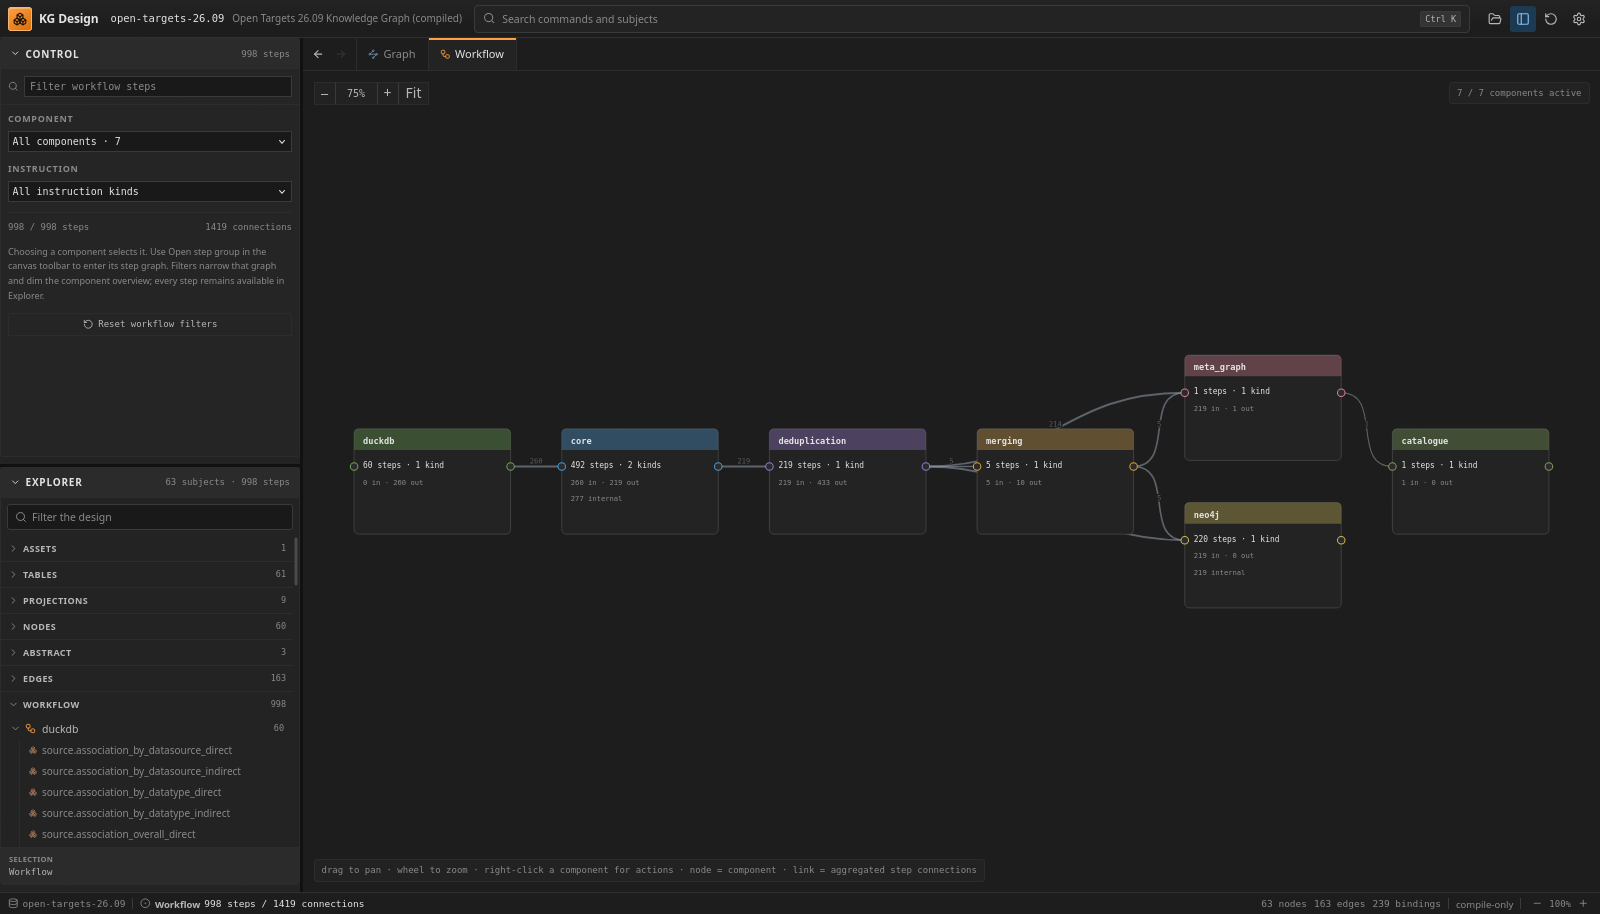 KG Design open-targets-26.09 Open Targets 26.09 Knowledge Graph (compiled)
Search commands and subjects
Ctrl K
CONTROL
998 steps
Filter workflow steps
COMPONENT
All components · 7
INSTRUCTION
All instruction kinds
998 / 998 steps
1419 connections
Choosing a component selects it. Use Open step group in the
canvas toolbar to enter its step graph. Filters narrow that graph
and dim the component overview; every step remains available in
Explorer.
Reset workflow filters
EXPLORER
63 subjects · 998 steps
Filter the design
ASSETS 1
TABLES 61
PROJECTIONS 9
NODES 60
ABSTRACT 3
EDGES 163
WORKFLOW 998
duckdb 60
source.association_by_datasource_direct
source.association_by_datasource_indirect
source.association_by_datatype_direct
source.association_by_datatype_indirect
source.association_overall_direct
SELECTION
Workflow
Graph
Workflow
− 75% + Fit
7 / 7 components active
duckdb
60 steps · 1 kind
0 in · 260 out
260
core
492 steps · 2 kinds
260 in · 219 out
277 internal
219
deduplication
219 steps · 1 kind
219 in · 433 out
5
214
merging
5 steps · 1 kind
5 in · 10 out
5
5
meta_graph
1 steps · 1 kind
219 in · 1 out
neo4j
220 steps · 1 kind
219 in · 0 out
219 internal
catalogue
1 steps · 1 kind
1 in · 0 out
drag to pan · wheel to zoom · right-click a component for actions · node = component · link = aggregated step connections
open-targets-26.09
Workflow 998 steps / 1419 connections
63 nodes 163 edges 239 bindings
compile-only
− 100% +